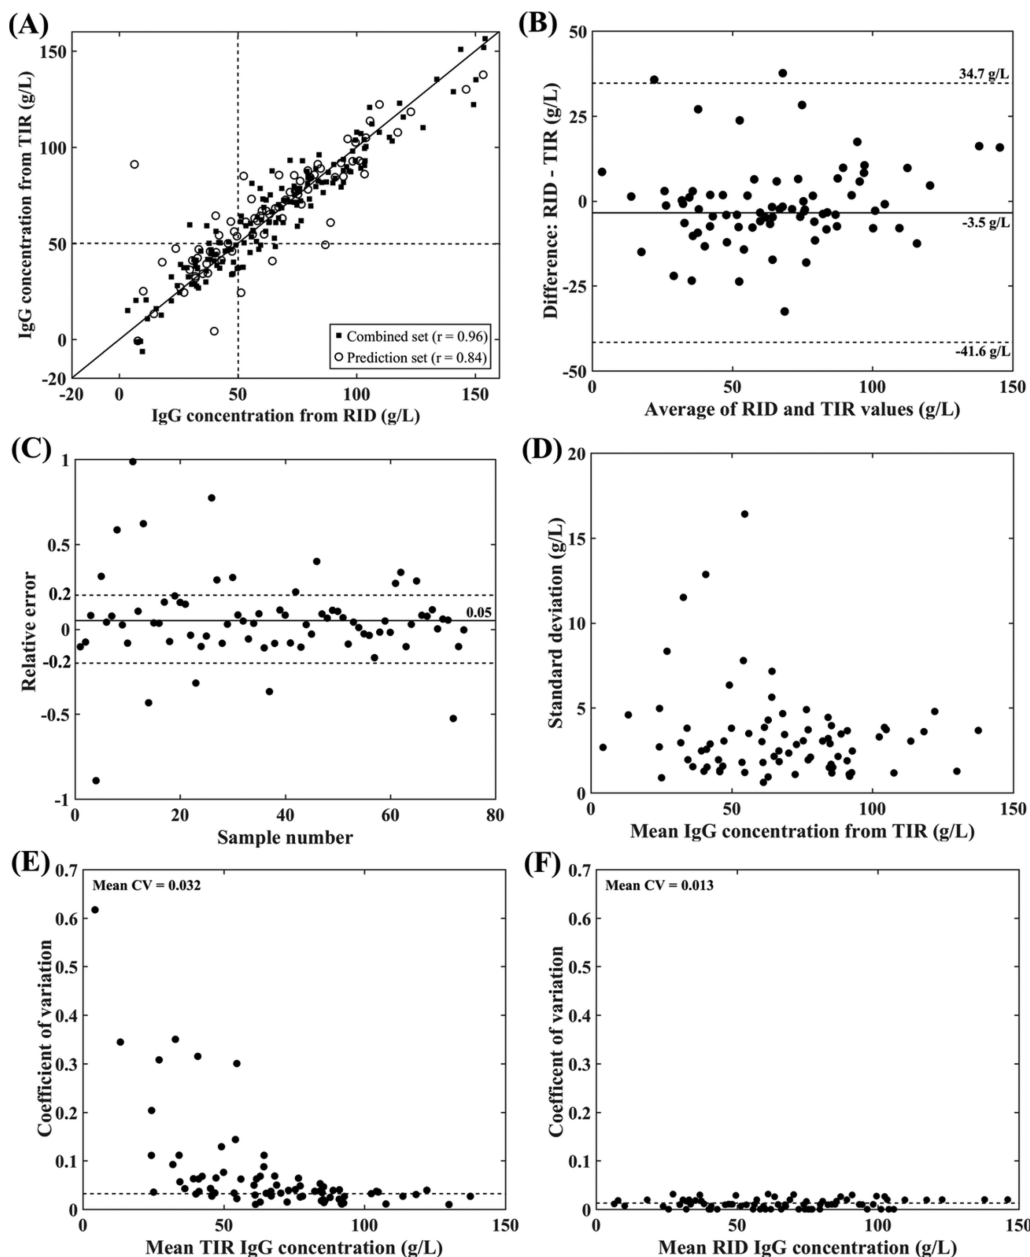 (A)
IgG concentration from TIR (g/L)
150
100
50
0
-20
-20
0
50
100
150
IgG concentration from RID (g/L)
Combined set (r = 0.96)
Prediction set (r = 0.84)
(B)
Difference: RID - TIR (g/L)
50
25
0
-25
-50
34.7 g/L
-3.5 g/L
-41.6 g/L
0
50
100
150
Average of RID and TIR values (g/L)
(C)
Relative error
1
0.5
0.2
0
-0.2
-0.5
-1
0.05
0
20
40
60
80
Sample number
(D)
Standard deviation (g/L)
20
15
10
5
0
0
50
100
150
Mean IgG concentration from TIR (g/L)
(E)
Coefficient of variation
0.7
0.6
0.5
0.4
0.3
0.2
0.1
0
Mean CV = 0.032
0
50
100
150
Mean TIR IgG concentration (g/L)
(F)
Coefficient of variation
0.7
0.6
0.5
0.4
0.3
0.2
0.1
0
Mean CV = 0.013
0
50
100
150
Mean RID IgG concentration (g/L)